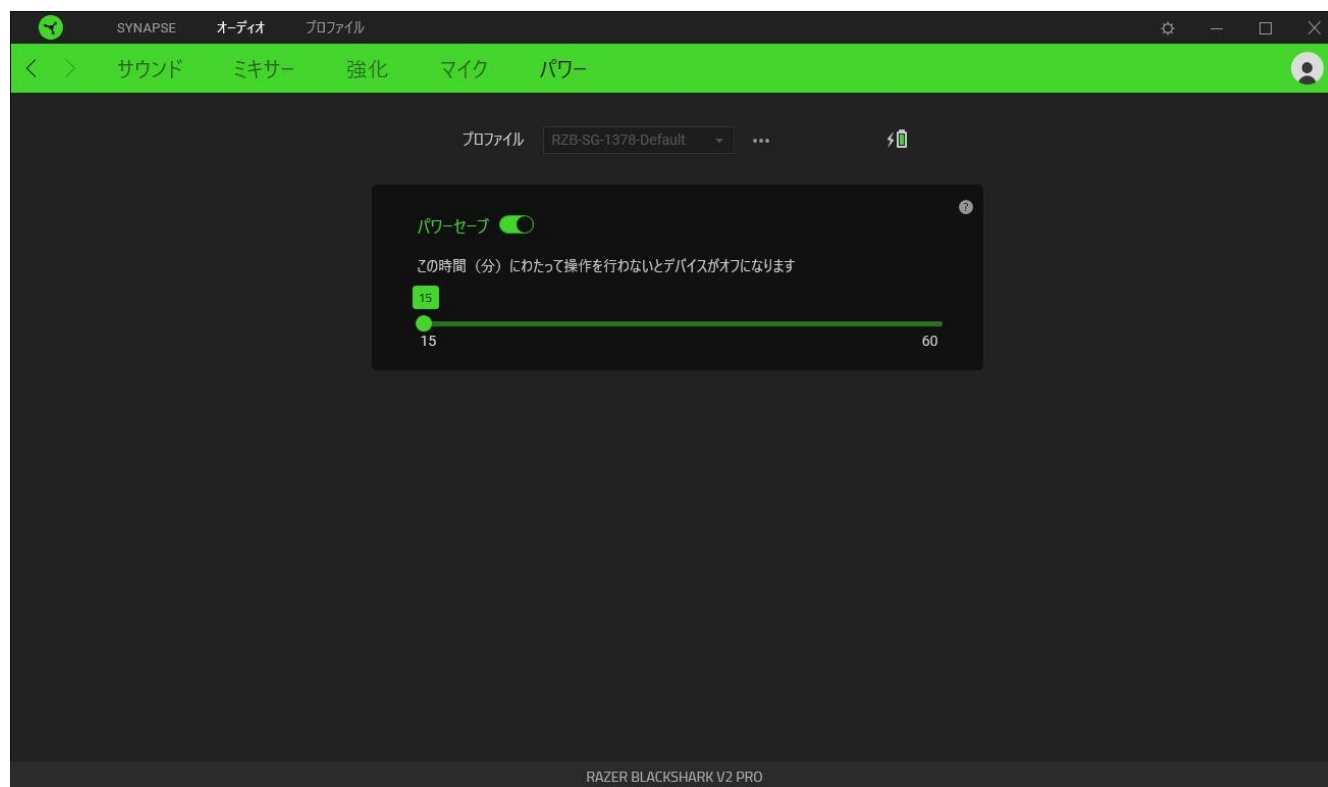 SYNAPSE オーディオ プロファイル
サウンド ミキサー 強化 マイク パワー
プロファイル RZB-SG-1378-Default
パワーセーブ
この時間（分）にわたって操作を行わないとデバイスがオフになります
15
15 60
RAZER BLACKSHARK V2 PRO